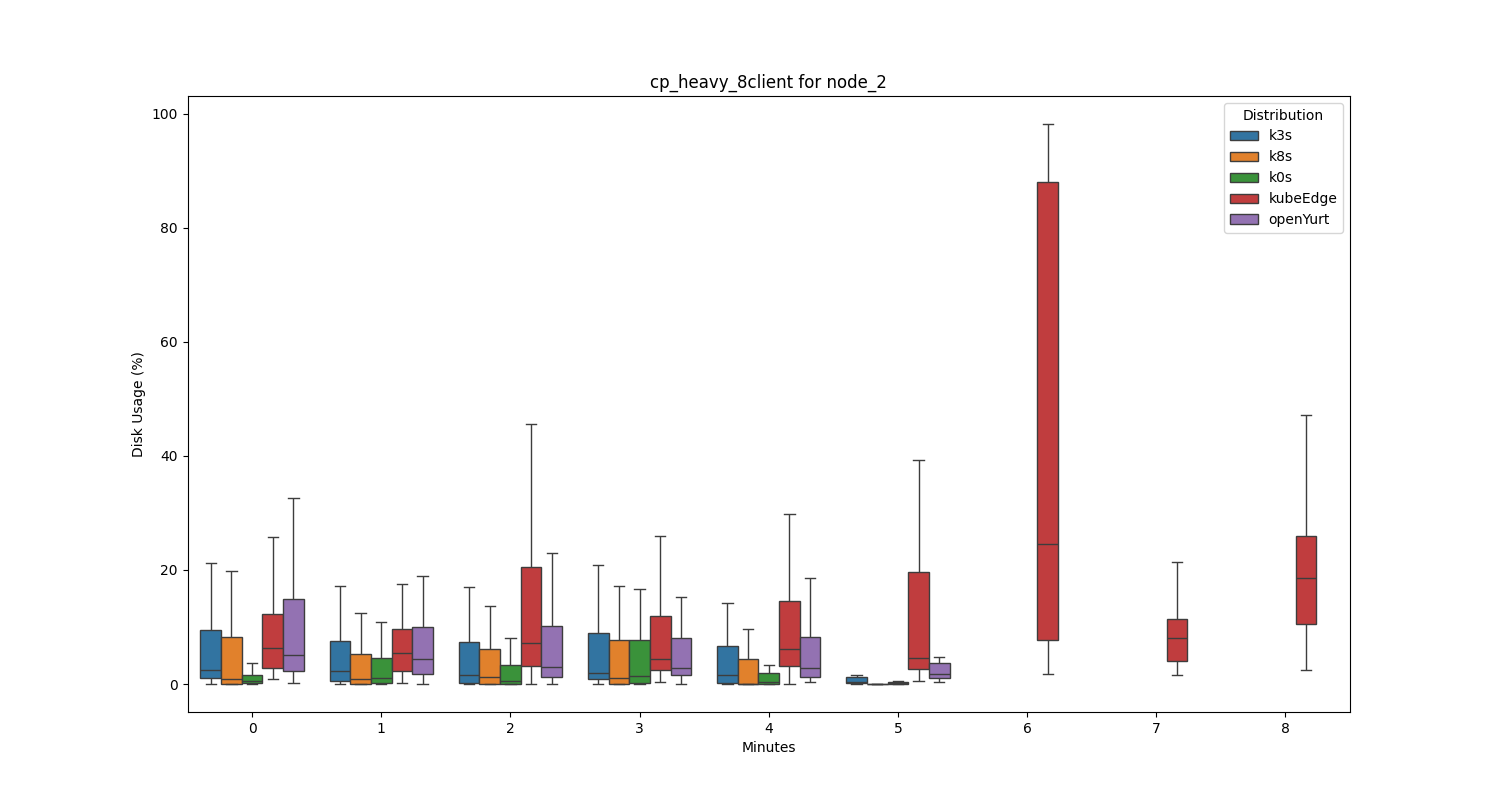 cp_heavy_8client for node_2
Distribution
k3s
k8s
k0s
kubeEdge
openYurt
Disk Usage (%)
100
80
60
40
20
0
0 1 2 3 4 5 6 7 8
Minutes